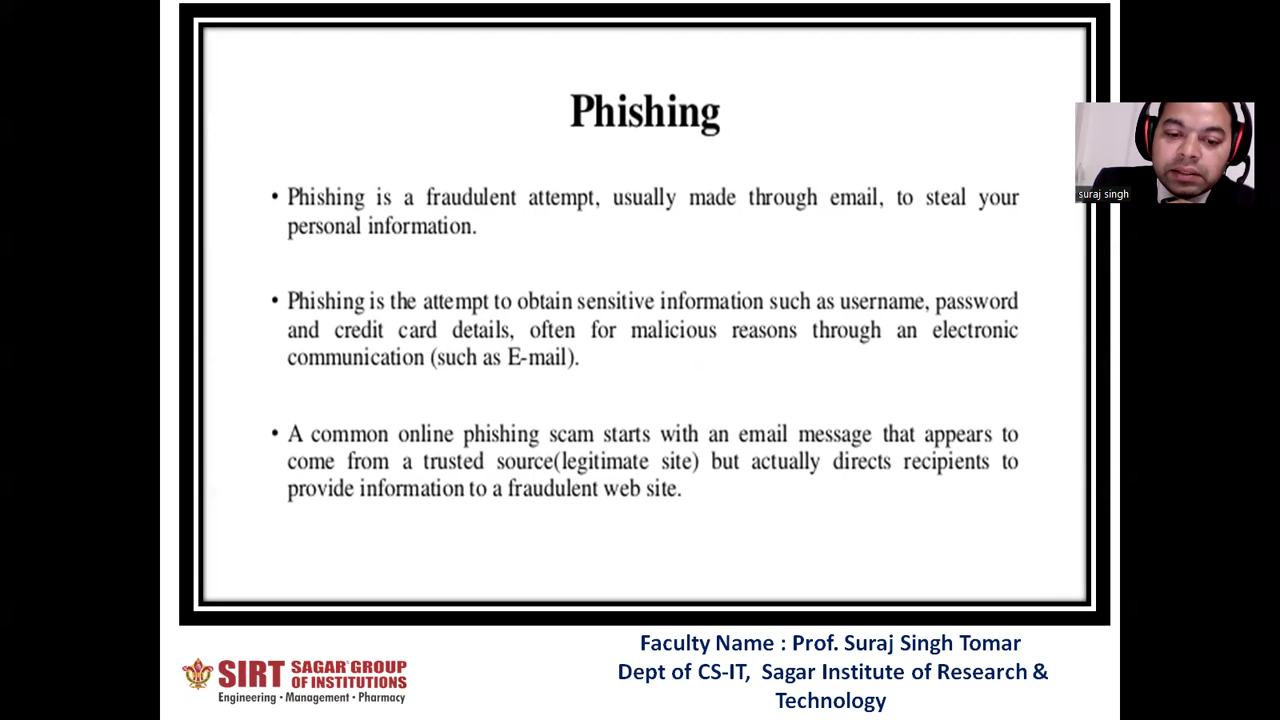 Phishing
• Phishing is a fraudulent attempt, usually made through email, to steal your
personal information.
• Phishing is the attempt to obtain sensitive information such as username, password
and credit card details, often for malicious reasons through an electronic
communication (such as E-mail).
• A common online phishing scam starts with an email message that appears to
come from a trusted source(legitimate site) but actually directs recipients to
provide information to a fraudulent web site.
suraj singh
SIRT SAGAR GROUP
OF INSTITUTIONS
Engineering • Management • Pharmacy
Faculty Name : Prof. Suraj Singh Tomar
Dept of CS-IT, Sagar Institute of Research &
Technology